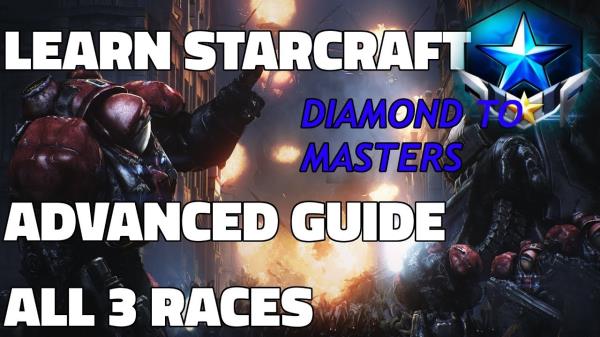 LEARN STARCRAFT
DIAMOND TO
MASTERS
ADVANCED GUIDE
ALL 3 RACES